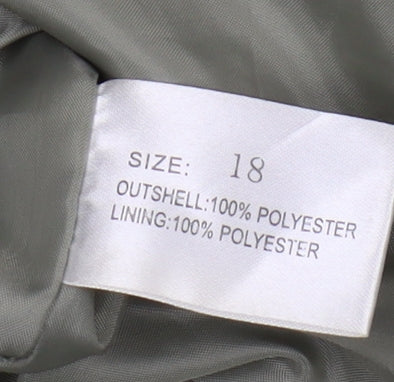 SIZE: 18
OUTSHELL:100% POLYESTER
LINING:100% POLYESTER